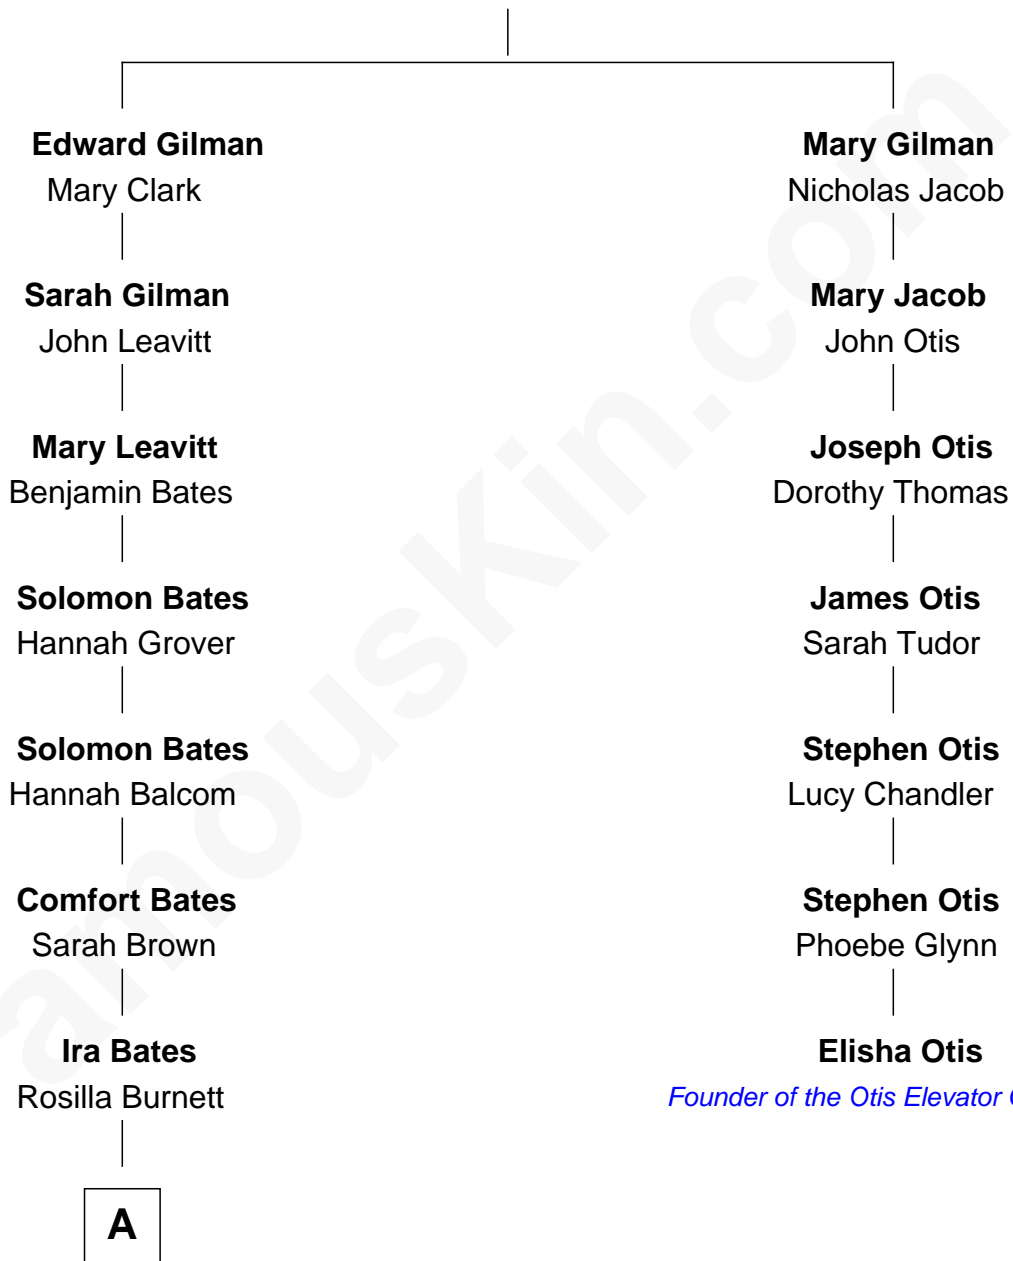 Edward Gilman
Mary Clark
Mary Gilman
Nicholas Jacob
Sarah Gilman
John Leavitt
Mary Jacob
John Otis
Mary Leavitt
Benjamin Bates
Joseph Otis
Dorothy Thomas
Solomon Bates
Hannah Grover
James Otis
Sarah Tudor
Solomon Bates
Hannah Balcom
Stephen Otis
Lucy Chandler
Comfort Bates
Sarah Brown
Stephen Otis
Phoebe Glynn
Ira Bates
Rosilla Burnett
Elisha Otis
Founder of the Otis Elevator
A
amousKin.com